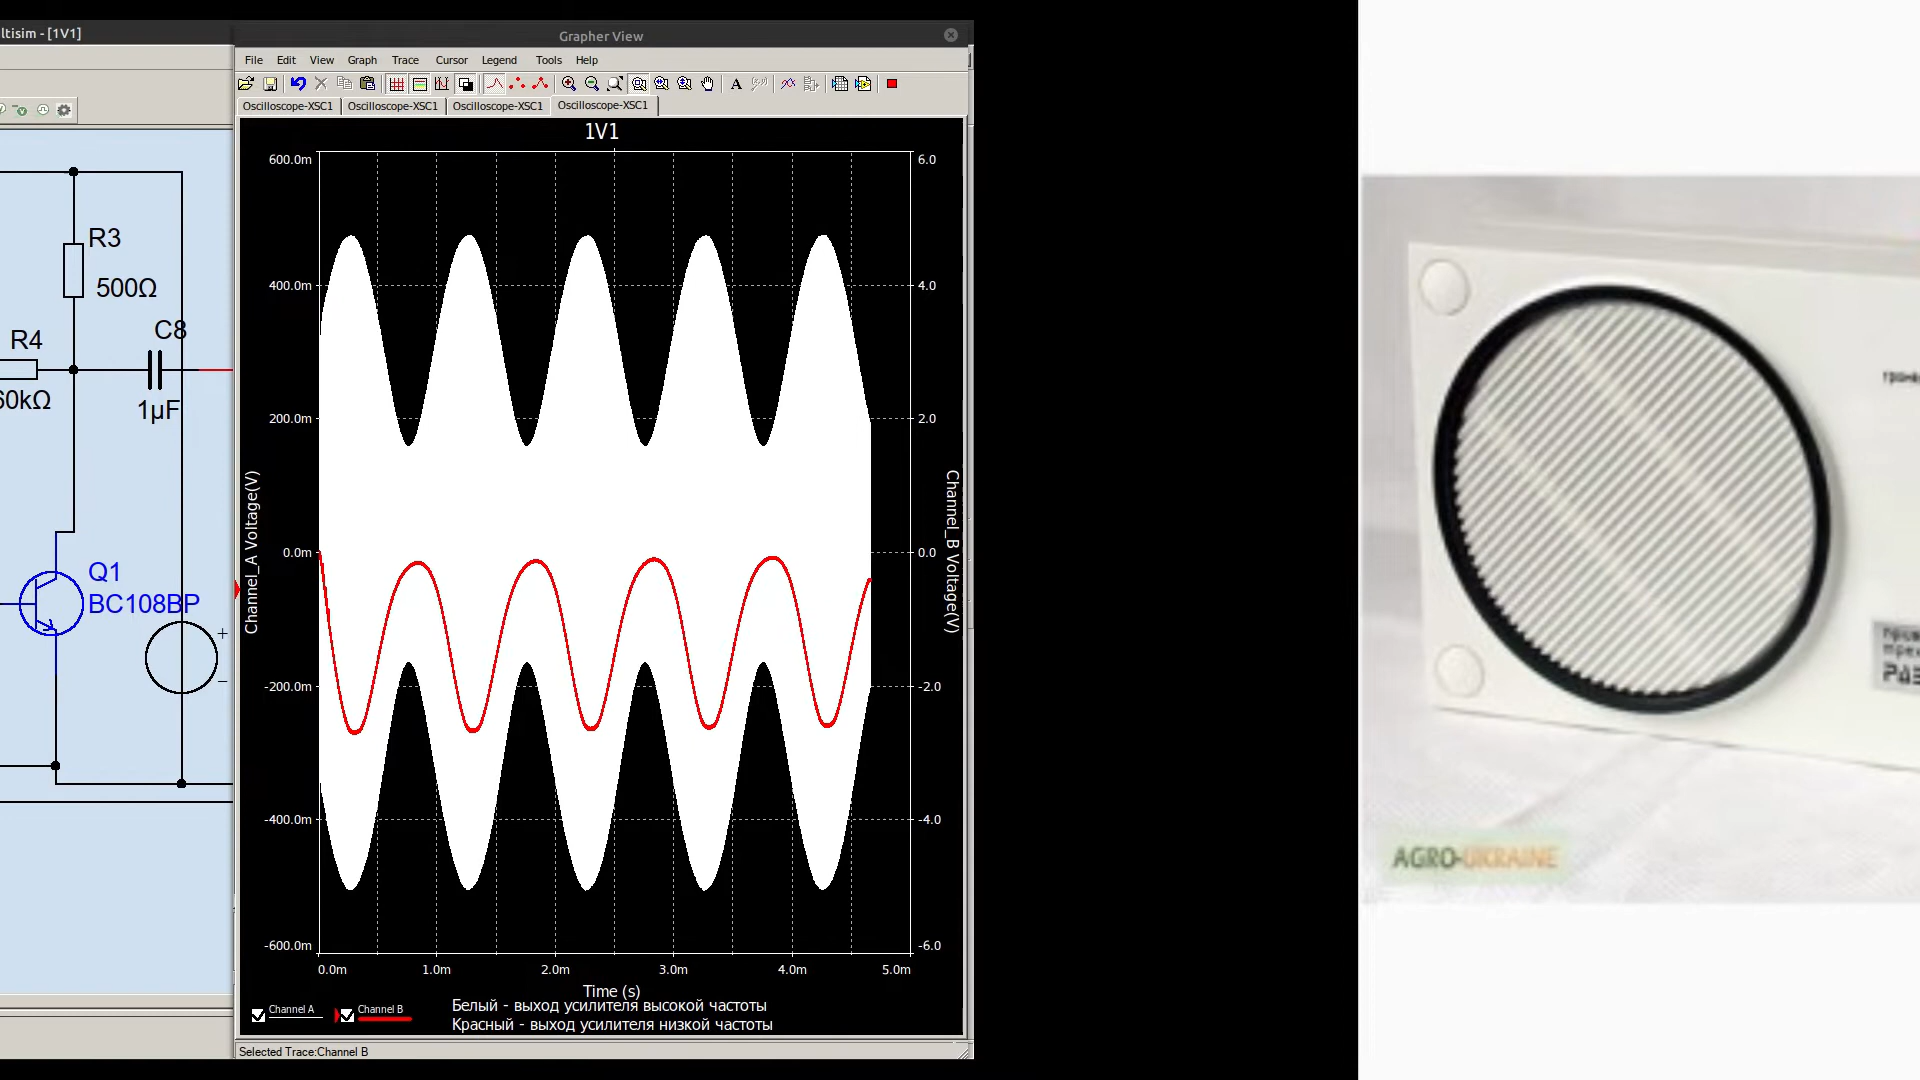 ltisim - [1V1]
R3
500Ω
R4
60kΩ
C8
1µF
Q1
BC108BP
+
−
Grapher View
File Edit View Graph Trace Cursor Legend Tools Help
Oscilloscope-XSC1 Oscilloscope-XSC1 Oscilloscope-XSC1 Oscilloscope-XSC1
1V1
600.0m 6.0
400.0m 4.0
200.0m 2.0
0.0m 0.0
-200.0m -2.0
-400.0m -4.0
-600.0m -6.0
Channel_A Voltage(V)
Channel_B Voltage(V)
0.0m 1.0m 2.0m 3.0m 4.0m 5.0m
Time (s)
Channel A Channel B
Белый - выход усилителя высокой частоты
Красный - выход усилителя низкой частоты
Selected Trace:Channel B
AGRO-UKRAINE